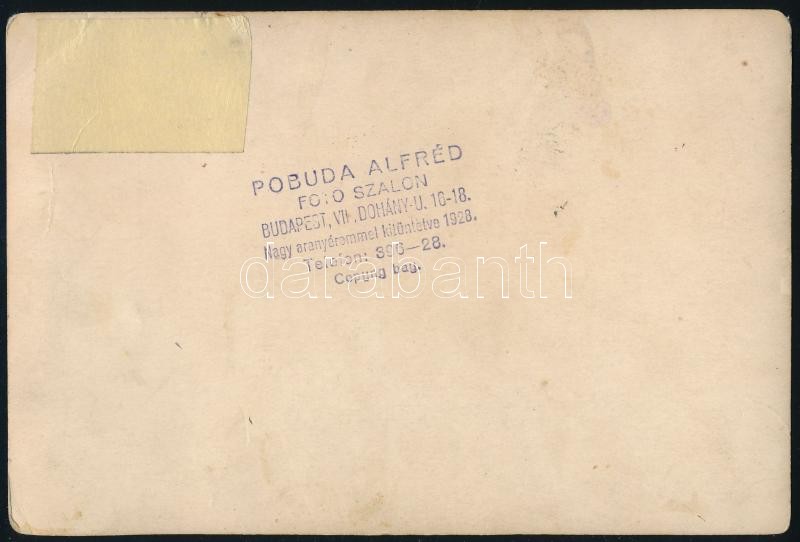 POBUDA ALFRÉD
FOTO SZALON
BUDAPEST, VII., DOHÁNY-U. 16-18.
Nagy aranyéremmel kitüntetve 1928.
Telefon: 396—28.
darabanth